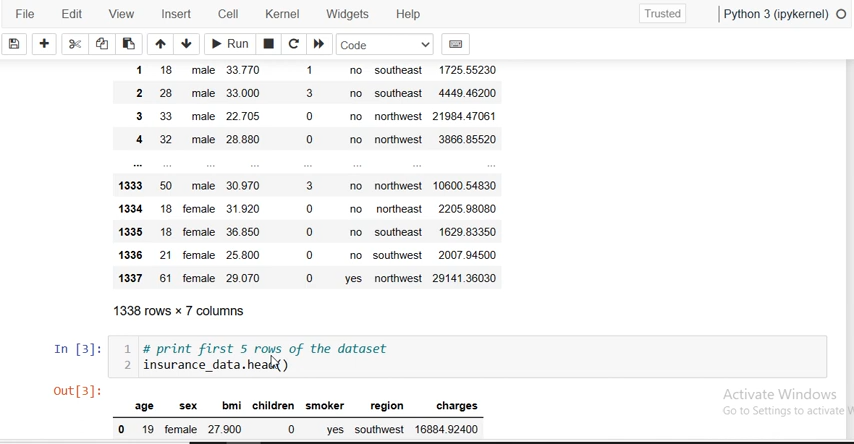 File Edit View Insert Cell Kernel Widgets Help Trusted Python 3 (ipykernel)
Run Code
1 18 male 33.770 1 no southeast 1725.55230
2 28 male 33.000 3 no southeast 4449.46200
3 33 male 22.705 0 no northwest 21984.47061
4 32 male 28.880 0 no northwest 3866.85520
... ... ... ... ... ... ... ...
1333 50 male 30.970 3 no northwest 10600.54830
1334 18 female 31.920 0 no northeast 2205.98080
1335 18 female 36.850 0 no southeast 1629.83350
1336 21 female 25.800 0 no southwest 2007.94500
1337 61 female 29.070 0 yes northwest 29141.36030
1338 rows × 7 columns
In [3]: 1 # print first 5 rows of the dataset
2 insurance_data.head()
Out[3]:
age sex bmi children smoker region charges
0 19 female 27.900 0 yes southwest 16884.92400
Activate Windows
Go to Settings to activate W